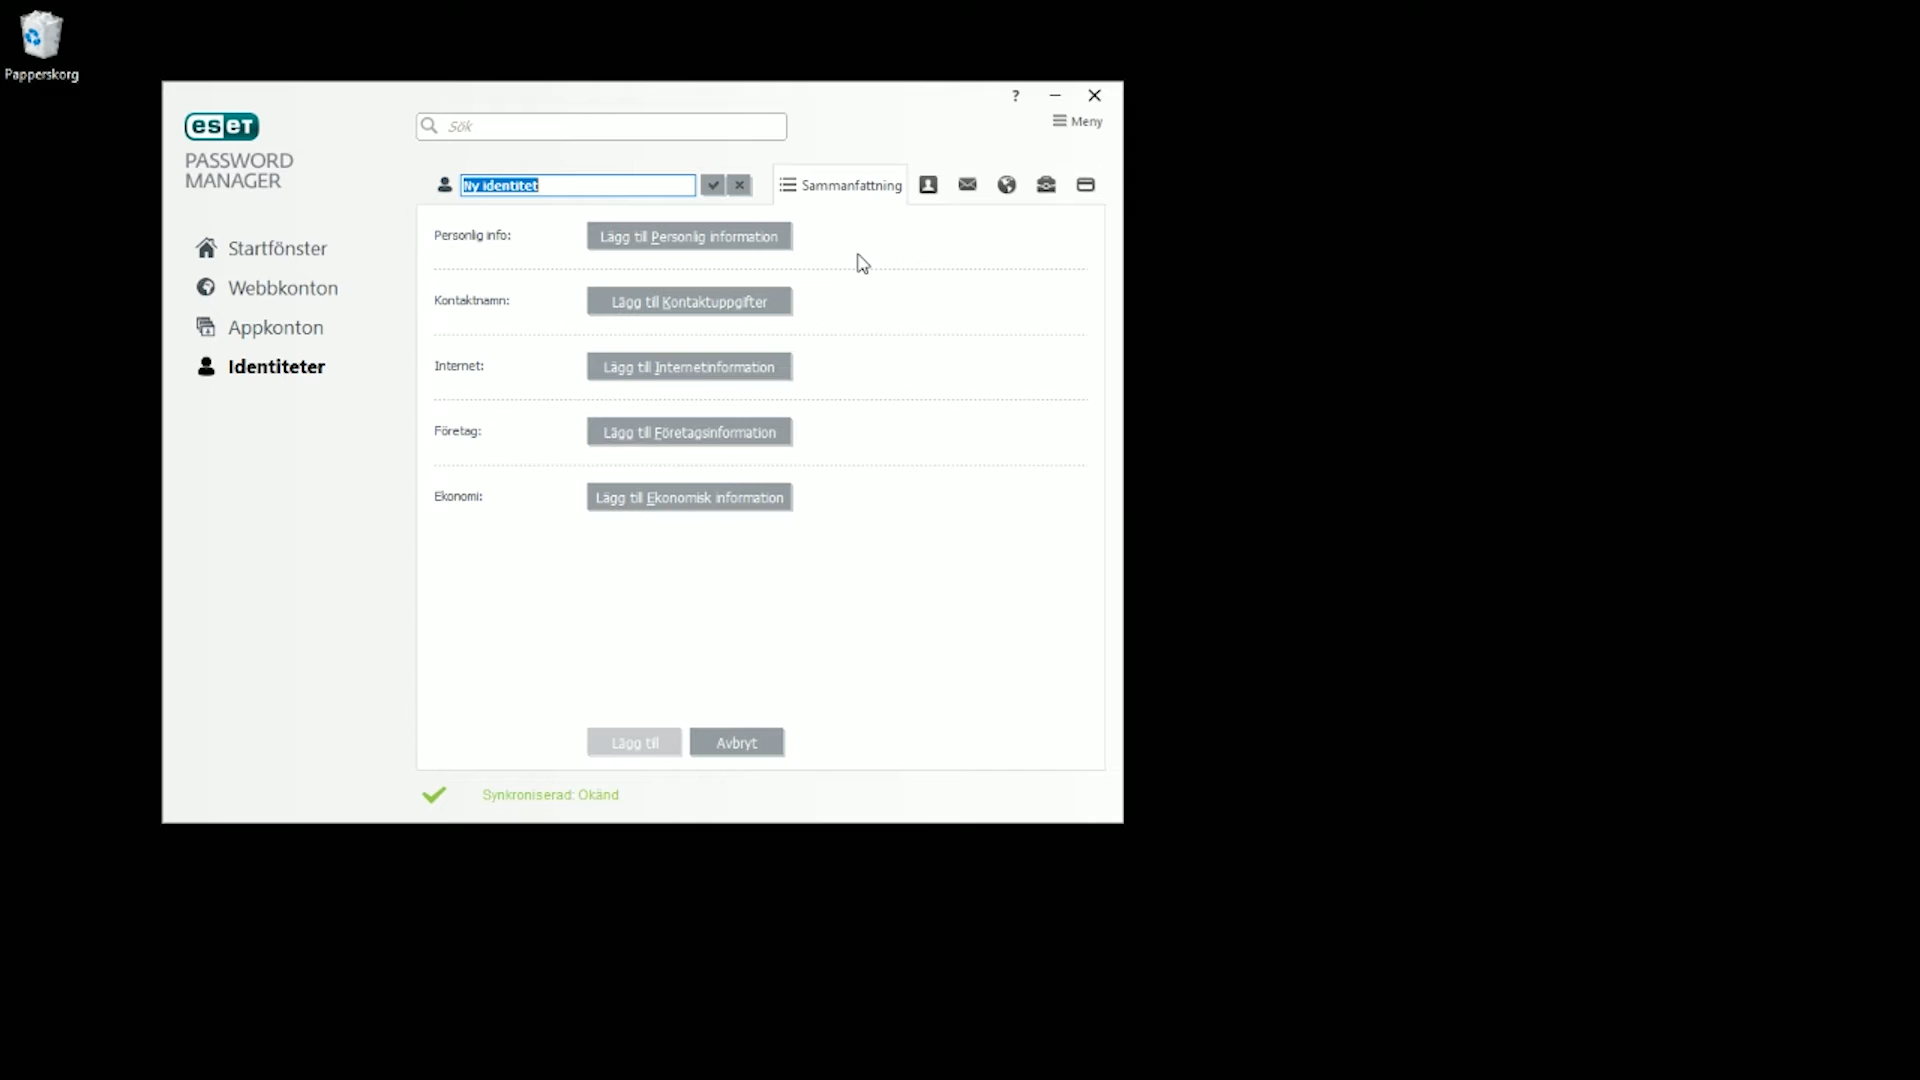 Papperskorg
eseT
PASSWORD
MANAGER
Sök
?
Meny
Ny identitet
Sammanfattning
Startfönster
Webbkonton
Appkonton
Identiteter
Personlig info:
Lägg till Personlig information
Kontaktnamn:
Lägg till Kontaktuppgifter
Internet:
Lägg till Internetinformation
Företag:
Lägg till Företagsinformation
Ekonomi:
Lägg till Ekonomisk information
Lägg till
Avbryt
Synkroniserad: Okänd